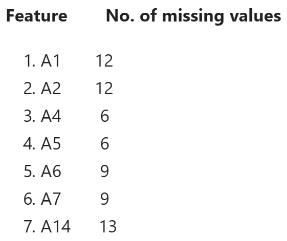 Feature No. of missing values
1. A1 12
2. A2 12
3. A4 6
4. A5 6
5. A6 9
6. A7 9
7. A14 13